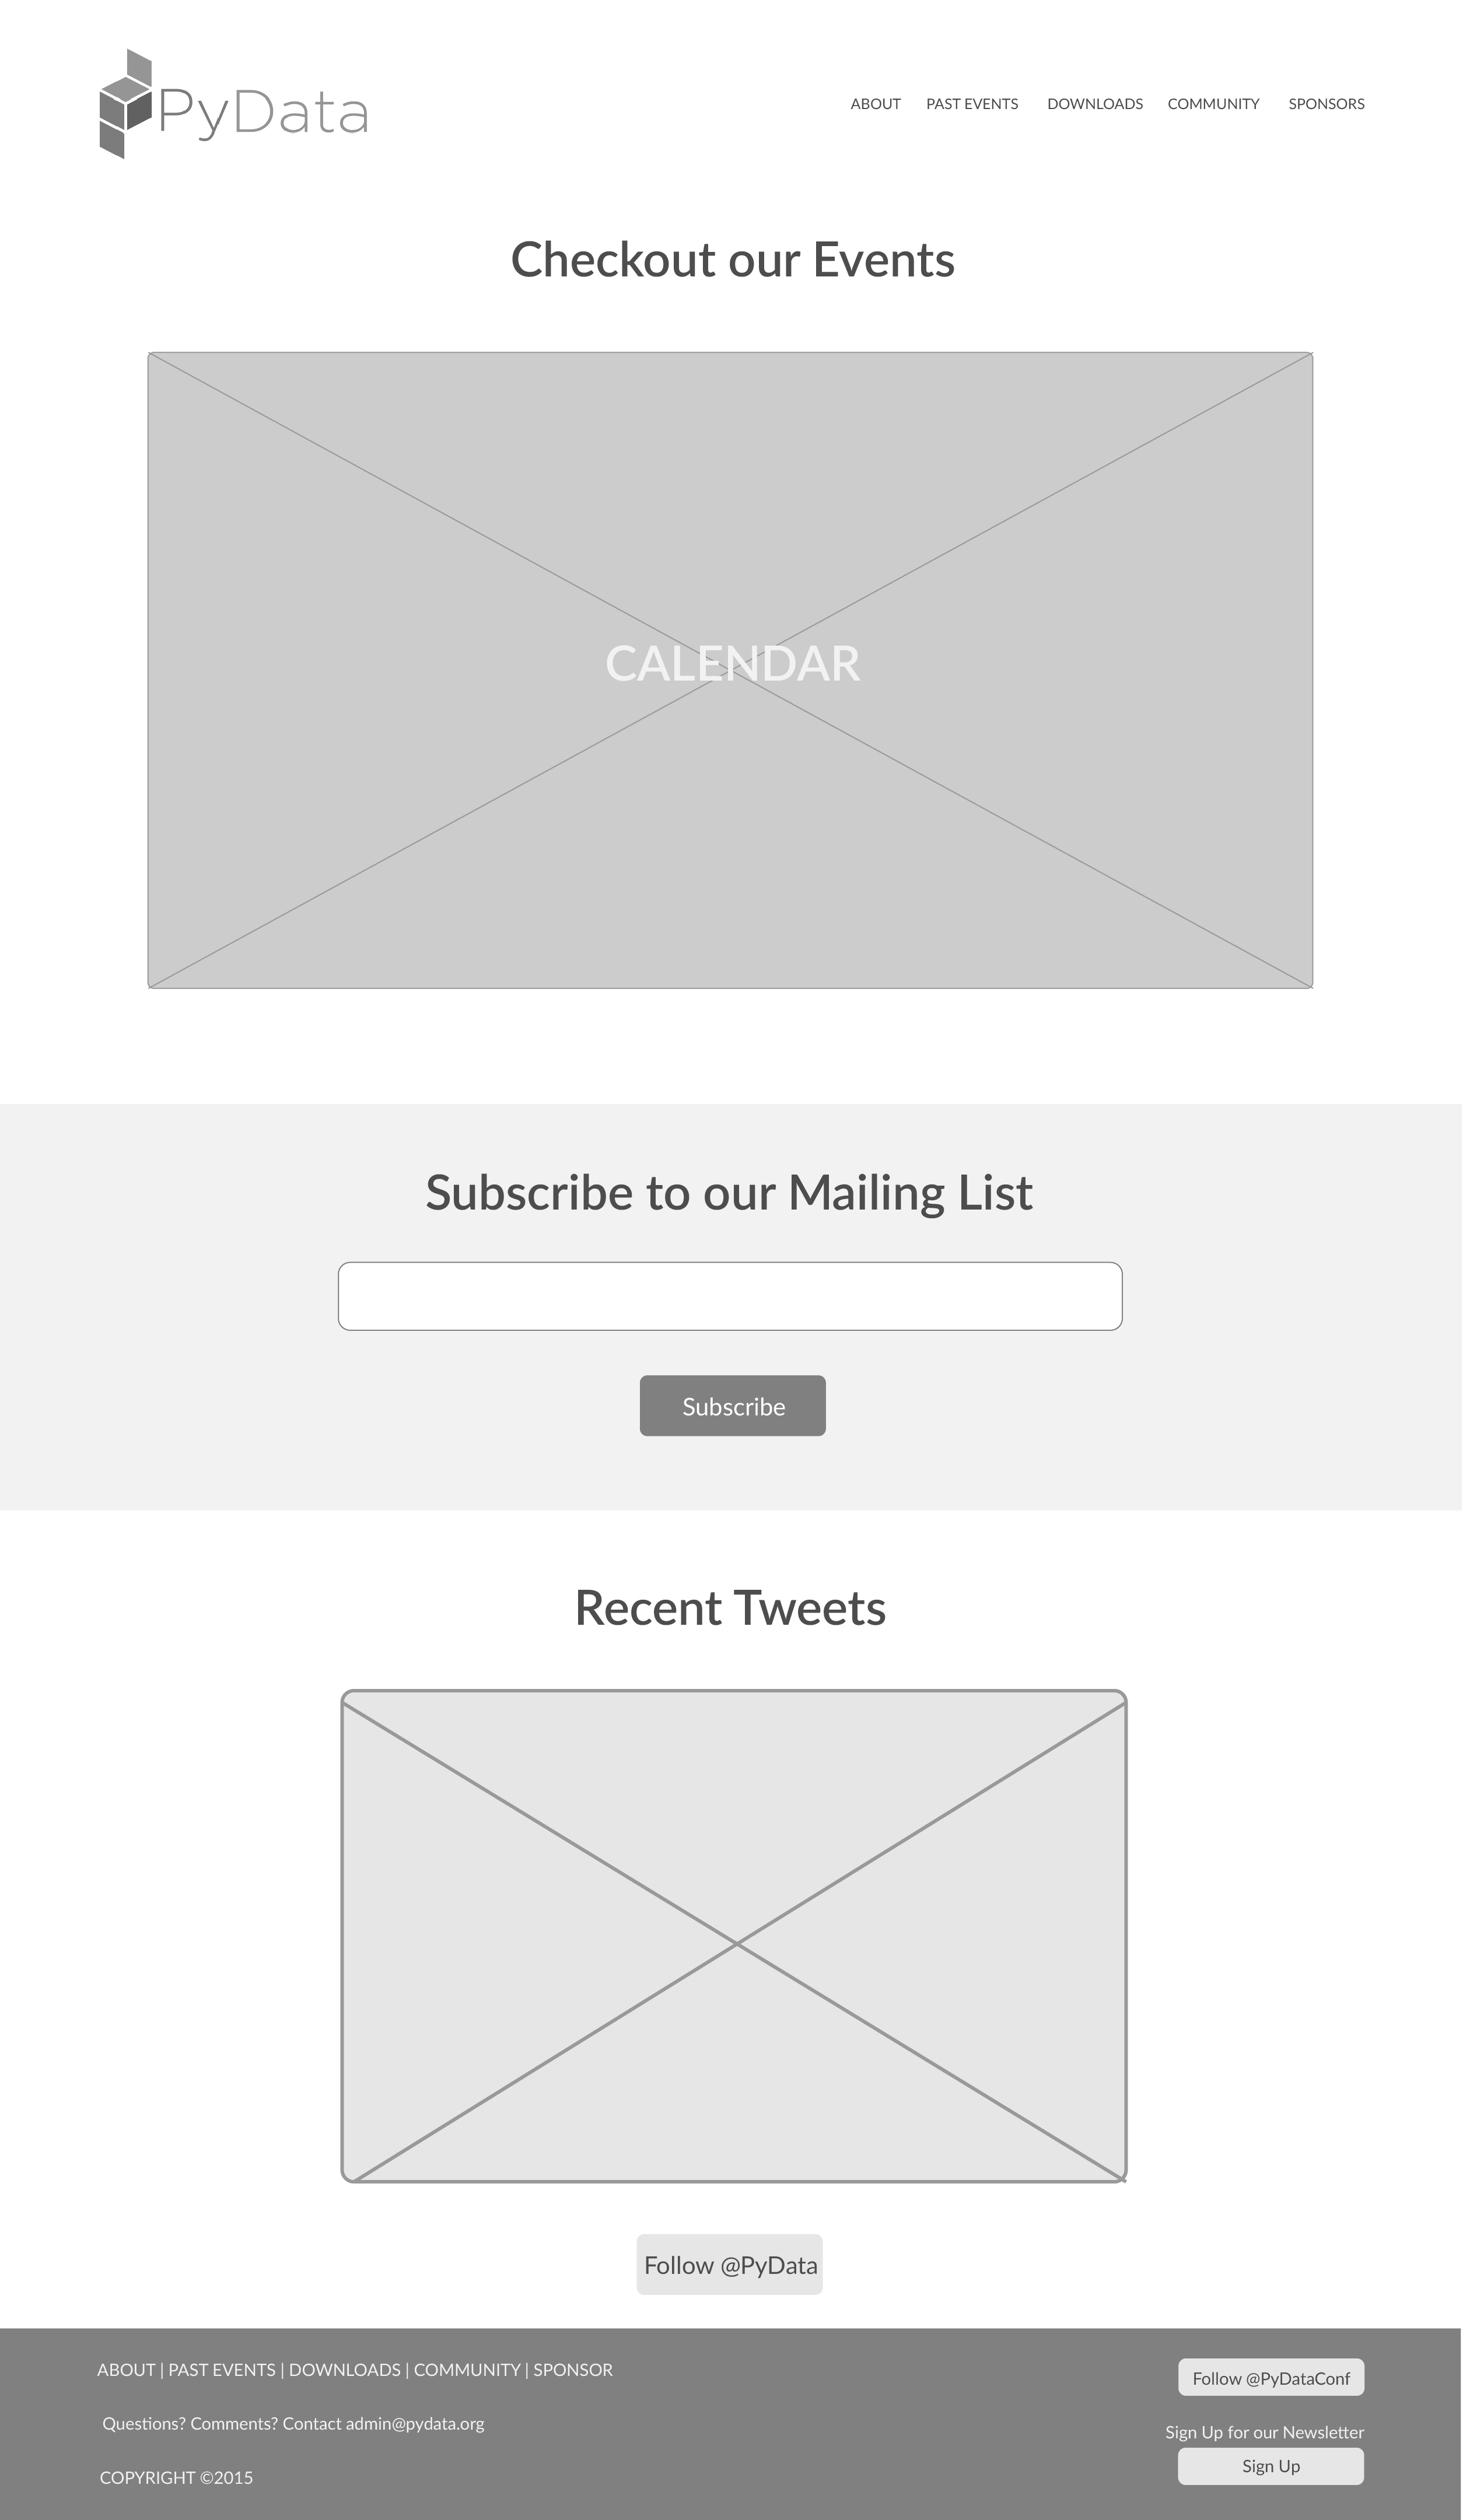 PyData
ABOUT PAST EVENTS DOWNLOADS COMMUNITY SPONSORS
Checkout our Events
CALENDAR
Subscribe to our Mailing List
Subscribe
Recent Tweets
Follow @PyData
ABOUT | PAST EVENTS | DOWNLOADS | COMMUNITY | SPONSOR
Questions? Comments? Contact admin@pydata.org
COPYRIGHT ©2015
Follow @PyDataConf
Sign Up for our Newsletter
Sign Up